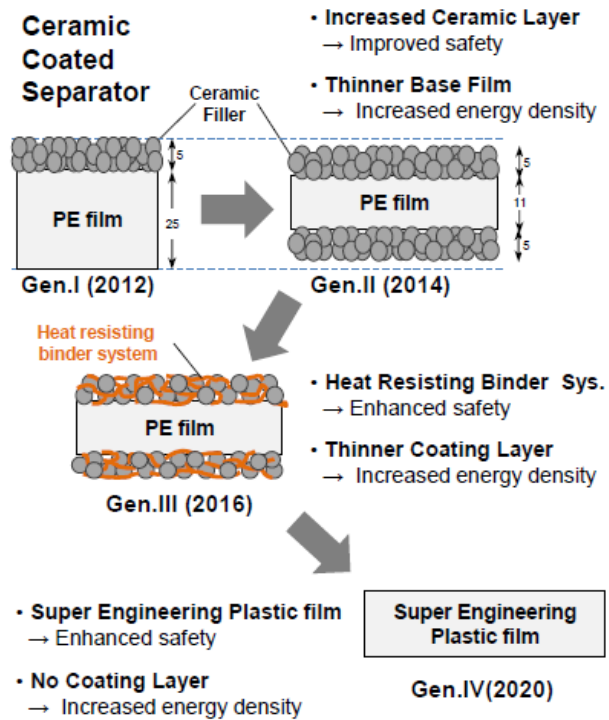 Ceramic
Coated
Separator
• Increased Ceramic Layer
→ Improved safety
• Thinner Base Film
→ Increased energy density
Ceramic
Filler
5
PE film
25
Gen.I (2012)
5
PE film
11
5
Gen.II (2014)
Heat resisting
binder system
PE film
Gen.III (2016)
• Heat Resisting Binder Sys.
→ Enhanced safety
• Thinner Coating Layer
→ Increased energy density
• Super Engineering Plastic film
→ Enhanced safety
• No Coating Layer
→ Increased energy density
Super Engineering
Plastic film
Gen.IV(2020)